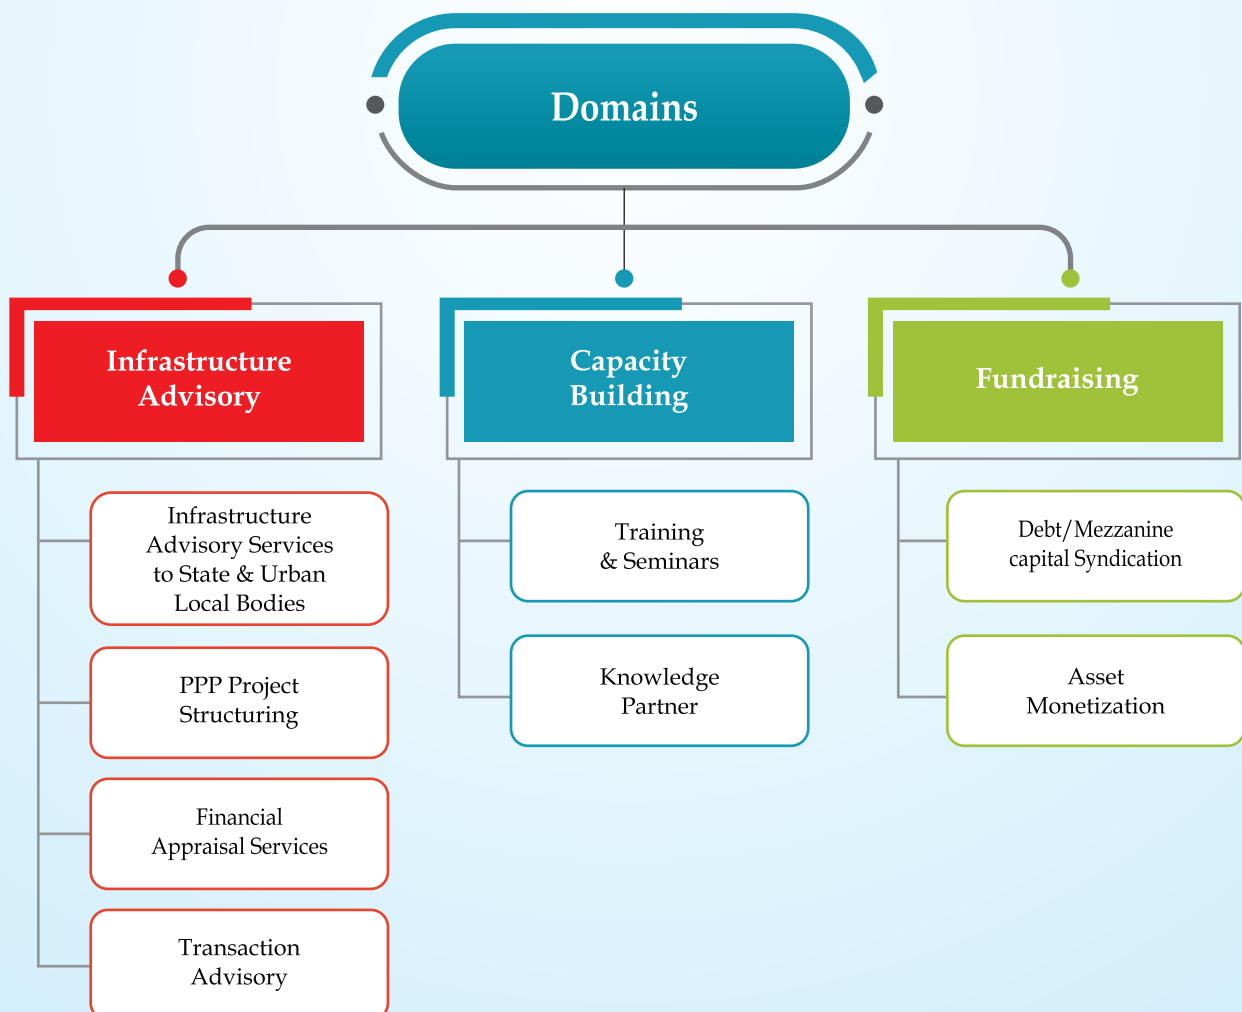 Domains
Infrastructure
Advisory
Infrastructure
Advisory Services
to State & Urban
Local Bodies
PPP Project
Structuring
Financial
Appraisal Services
Transaction
Advisory
Capacity
Building
Training
& Seminars
Knowledge
Partner
Fundraising
Debt/Mezzanine
capital Syndication
Asset
Monetization